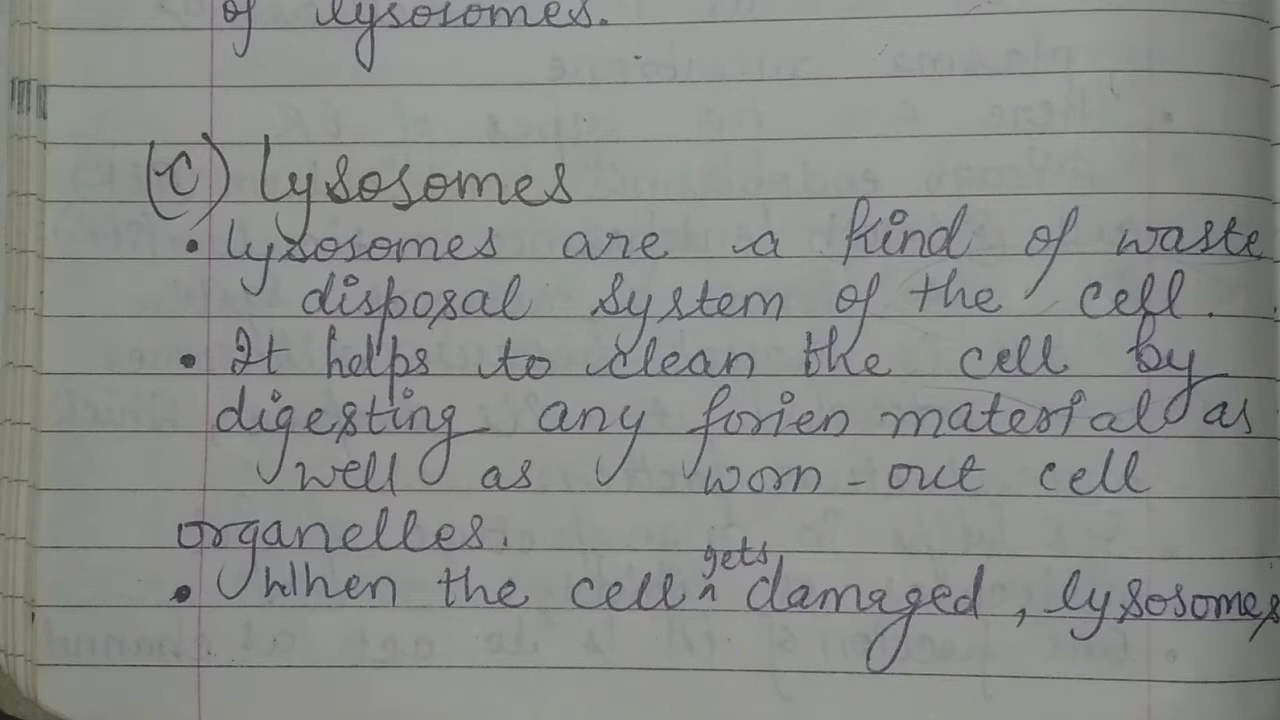 of lysosomes.
(C) lysosomes
• lysosomes are a kind of waste
disposal system of the cell.
• It helps to clean the cell by
digesting any forien material as
well as worn-out cell
organelles.
gets
• When the cell ^ damaged, lysosomes